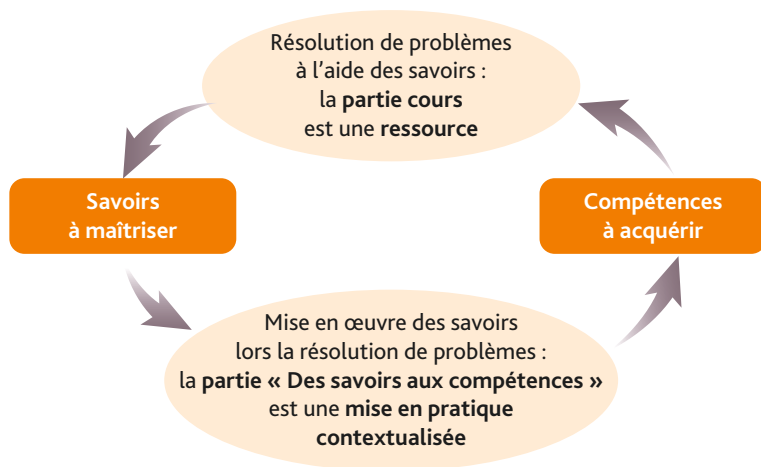 Résolution de problèmes
à l’aide des savoirs :
la partie cours
est une ressource
Savoirs
à maîtriser
Compétences
à acquérir
Mise en œuvre des savoirs
lors la résolution de problèmes :
la partie « Des savoirs aux compétences »
est une mise en pratique
contextualisée